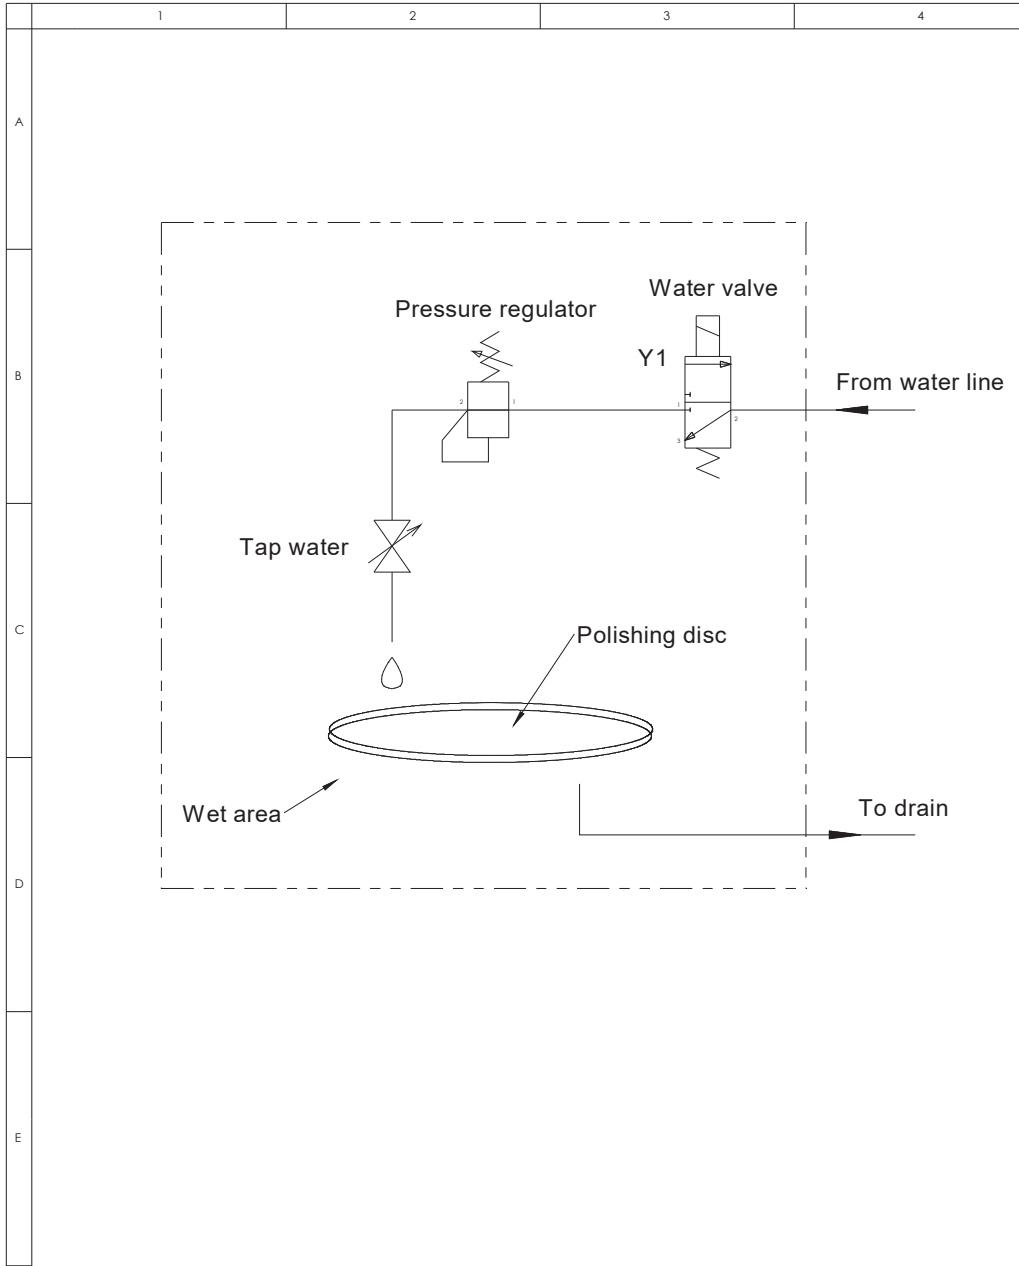 1 2 3 4
A
Water valve
Pressure regulator
Y1
B
From water line
2 1
1
2
3
Tap water
C
Polishing disc
To drain
Wet area
D
E